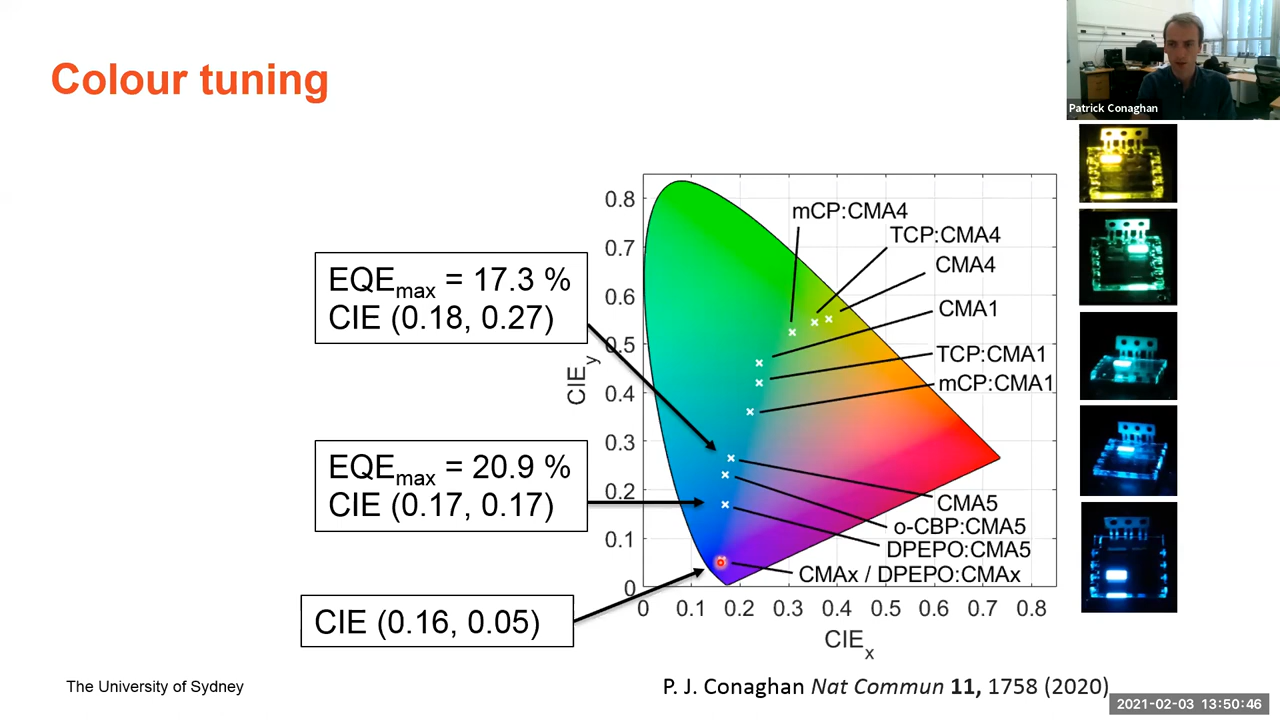 Colour tuning
Patrick Conaghan
EQEmax = 17.3 %
CIE (0.18, 0.27)
EQEmax = 20.9 %
CIE (0.17, 0.17)
CIE (0.16, 0.05)
CIEy
0.8
0.7
0.6
0.5
0.4
0.3
0.2
0.1
0
0 0.1 0.2 0.3 0.4 0.5 0.6 0.7 0.8
CIEx
mCP:CMA4
TCP:CMA4
CMA4
CMA1
TCP:CMA1
mCP:CMA1
CMA5
o-CBP:CMA5
DPEPO:CMA5
CMAx / DPEPO:CMAx
The University of Sydney
P. J. Conaghan Nat Commun 11, 1758 (2020)
2021-02-03 13:50:46